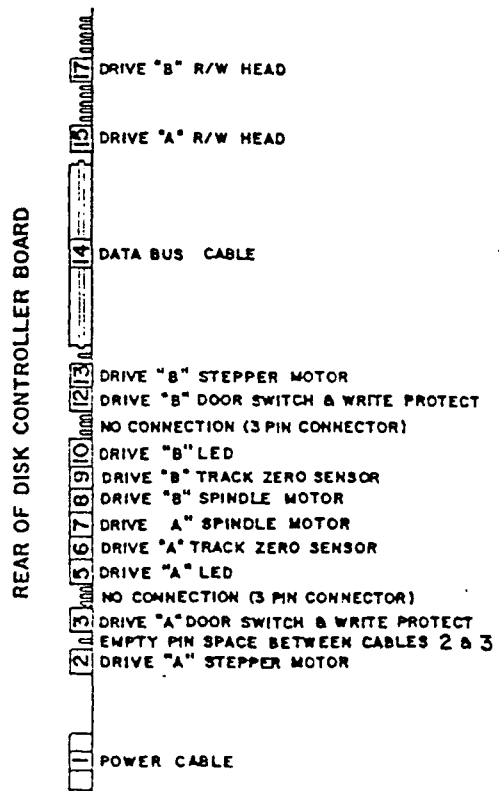 REAR OF DISK CONTROLLER BOARD
17 DRIVE "B" R/W HEAD
15 DRIVE "A" R/W HEAD
14 DATA BUS CABLE
13 DRIVE "B" STEPPER MOTOR
12 DRIVE "B" DOOR SWITCH & WRITE PROTECT
NO CONNECTION (3 PIN CONNECTOR)
10 DRIVE "B" LED
9 DRIVE "B" TRACK ZERO SENSOR
8 DRIVE "B" SPINDLE MOTOR
7 DRIVE A" SPINDLE MOTOR
6 DRIVE "A" TRACK ZERO SENSOR
5 DRIVE "A" LED
NO CONNECTION (3 PIN CONNECTOR)
3 DRIVE "A" DOOR SWITCH & WRITE PROTECT
EMPTY PIN SPACE BETWEEN CABLES 2 & 3
2 DRIVE "A" STEPPER MOTOR
1 POWER CABLE